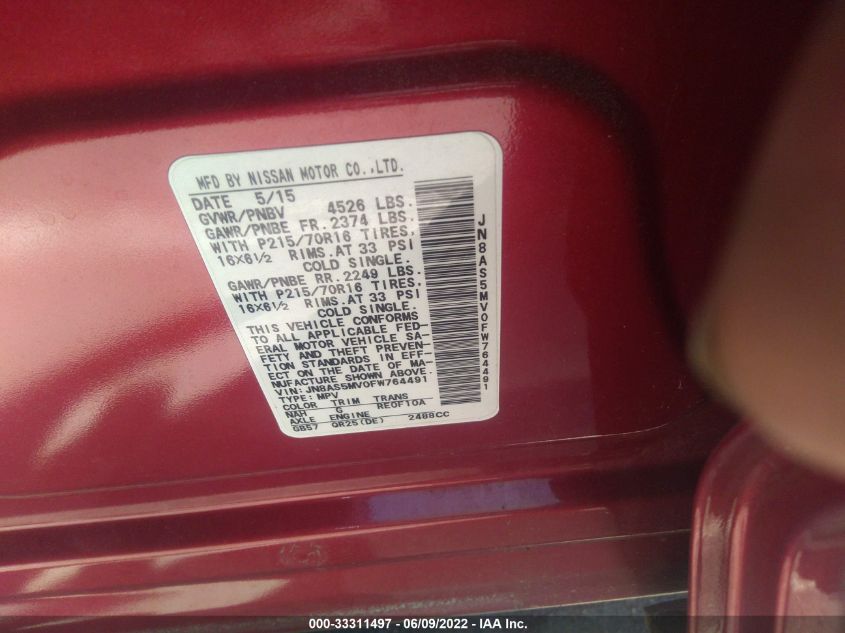 MFD BY NISSAN MOTOR CO.,LTD.
DATE 5/15
GVWR/PNBV 4526 LBS.
GAWR/PNBE FR. 2374 LBS.
WITH P215/70R16 TIRES,
16X6½ RIMS. AT 33 PSI
COLD SINGLE.
GAWR/PNBE RR. 2249 LBS.
WITH P215/70R16 TIRES.
16X6½ RIMS. AT 33 PSI
COLD SINGLE.
THIS VEHICLE CONFORMS
TO ALL APPLICABLE FED-
ERAL MOTOR VEHICLE SA-
FETY AND THEFT PREVEN-
TION STANDARDS IN EFF-
ECT ON THE DATE OF MA-
NUFACTURE SHOWN ABOVE.
VIN: JN8AS5MV0FW764491
TYPE: MPV
COLOR TRIM TRANS
NAH G RE0F10A
AXLE ENGINE
GB57 QR25(DE) 2488CC
JN8AS5MV0FW764491
000-33311497 - 06/09/2022 - IAA Inc.